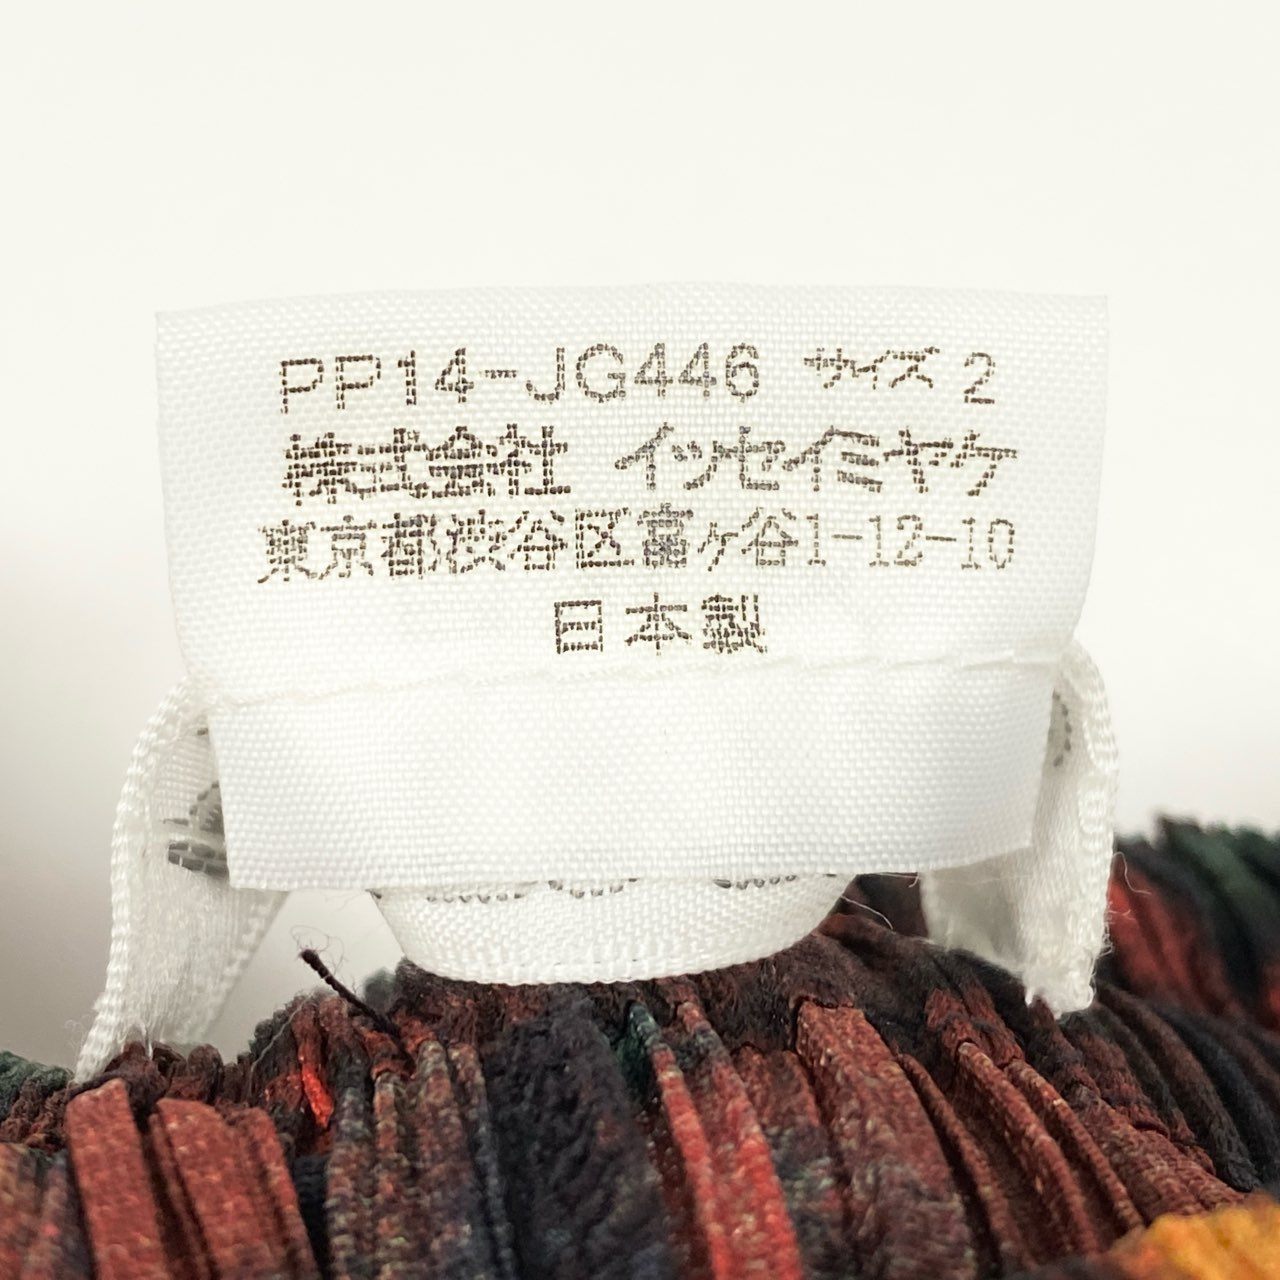 PP14-JG446 サイズ 2
株式会社 イッセイミヤケ
東京都渋谷区富ヶ谷1-12-10
日本製